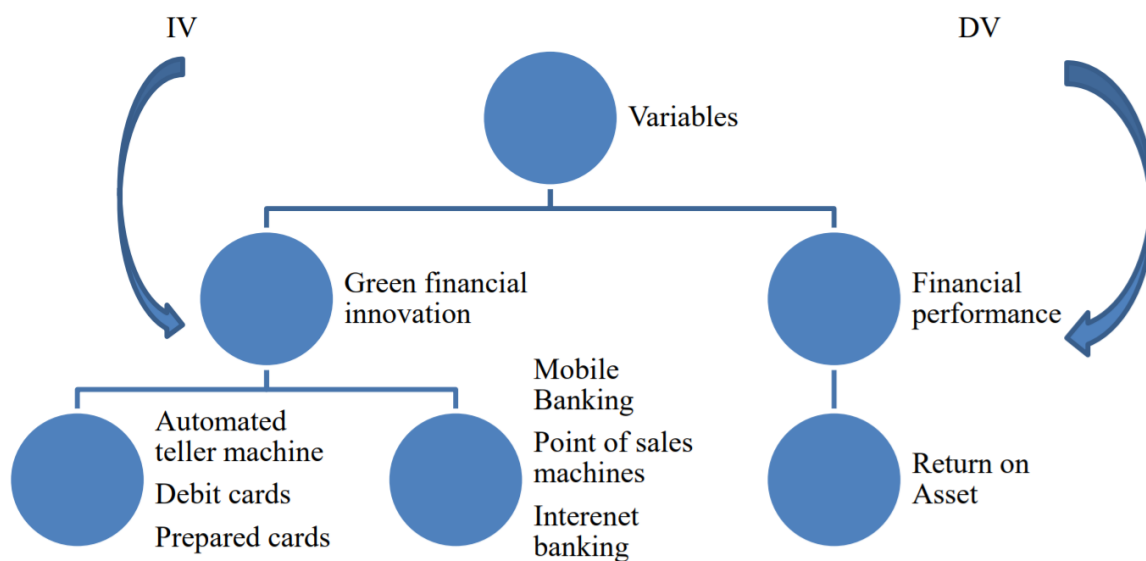 IV
DV
Variables
Green financial
innovation
Financial
performance
Automated
teller machine
Debit cards
Prepared cards
Mobile
Banking
Point of sales
machines
Interenet
banking
Return on
Asset